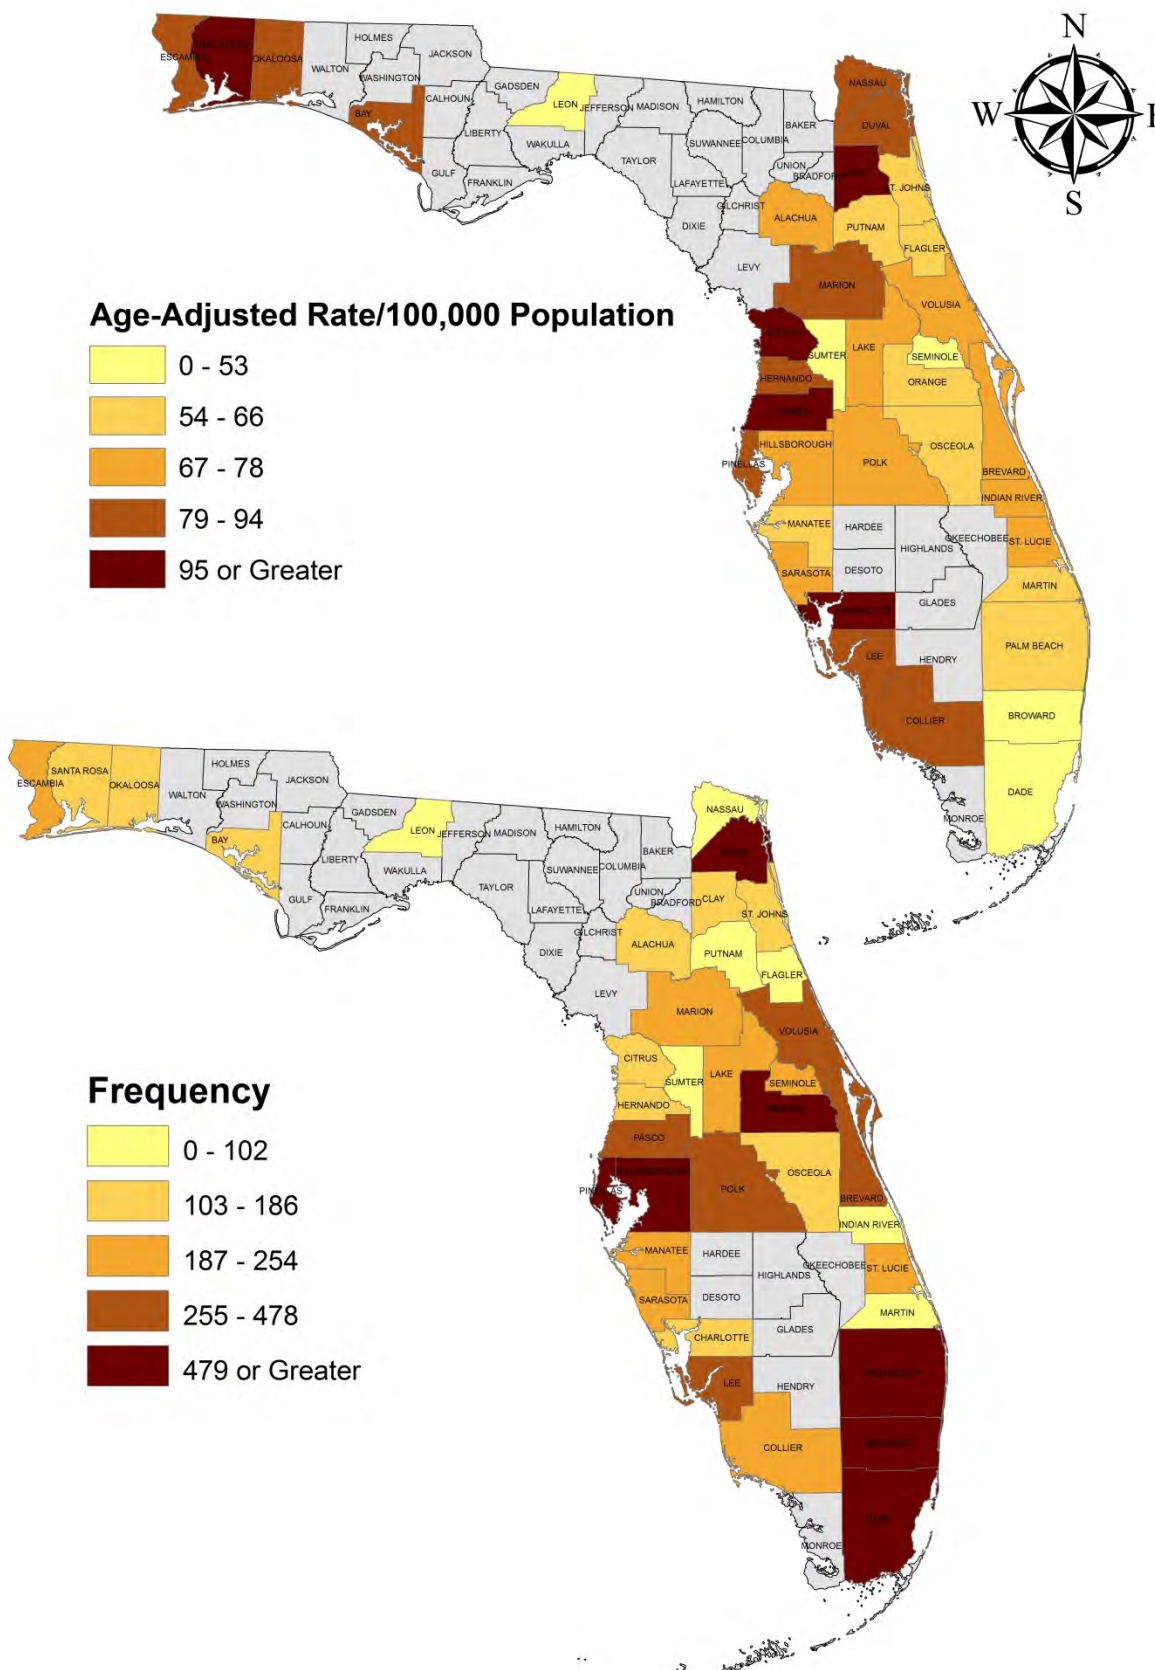 N
W
S
HOLMES
JACKSON
ESCAMBIA
OKALOOSA
WALTON
WASHINGTON
GADSDEN
CALHOUN
LEON
JEFFERSON
MADISON
HAMILTON
NASSAU
BAY
LIBERTY
WAKULLA
SUWANNEE
COLUMBIA
BAKER
DUVAL
TAYLOR
UNION
BRADFORD
GULF
FRANKLIN
LAFAYETTE
ST. JOHNS
GILCHRIST
ALACHUA
DIXIE
PUTNAM
FLAGLER
LEVY
MARION
VOLUSIA
Age-Adjusted Rate/100,000 Population
0 - 53
54 - 66
67 - 78
79 - 94
95 or Greater
SUMTER
LAKE
SEMINOLE
HERNANDO
ORANGE
HILLSBOROUGH
OSCEOLA
PINELLAS
POLK
BREVARD
INDIAN RIVER
MANATEE
HARDEE
OKEECHOBEE
HIGHLANDS
ST. LUCIE
SARASOTA
DESOTO
MARTIN
GLADES
PALM BEACH
LEE
HENDRY
COLLIER
BROWARD
DADE
MONROE
HOLMES
SANTA ROSA
JACKSON
ESCAMBIA
OKALOOSA
WALTON
WASHINGTON
GADSDEN
CALHOUN
LEON
JEFFERSON
MADISON
HAMILTON
NASSAU
BAY
LIBERTY
WAKULLA
SUWANNEE
COLUMBIA
BAKER
TAYLOR
UNION
BRADFORD
CLAY
GULF
FRANKLIN
LAFAYETTE
ST. JOHNS
GILCHRIST
ALACHUA
DIXIE
PUTNAM
FLAGLER
LEVY
MARION
VOLUSIA
Frequency
0 - 102
103 - 186
187 - 254
255 - 478
479 or Greater
CITRUS
SUMTER
LAKE
SEMINOLE
HERNANDO
PASCO
OSCEOLA
PINELLAS
POLK
BREVARD
INDIAN RIVER
MANATEE
HARDEE
OKEECHOBEE
HIGHLANDS
ST. LUCIE
SARASOTA
DESOTO
MARTIN
CHARLOTTE
GLADES
LEE
HENDRY
COLLIER
MONROE